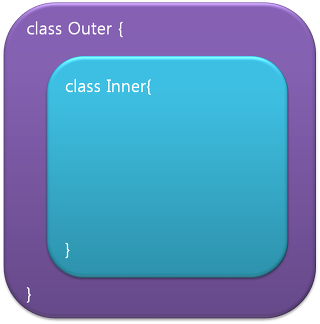 class Outer {
class Inner{
}
}